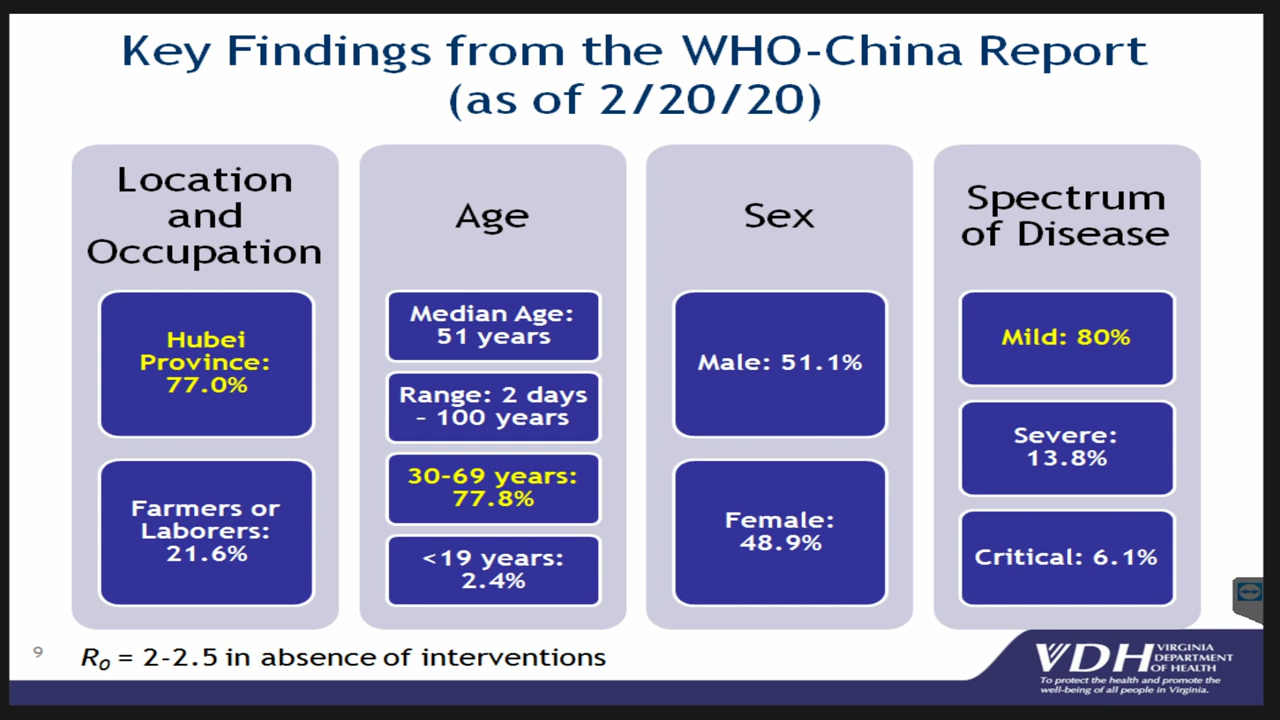 Key Findings from the WHO-China Report
(as of 2/20/20)
Location
and
Occupation
Hubei
Province:
77.0%
Farmers or
Laborers:
21.6%
Age
Median Age:
51 years
Range: 2 days
– 100 years
30-69 years:
77.8%
<19 years:
2.4%
Sex
Male: 51.1%
Female:
48.9%
Spectrum
of Disease
Mild: 80%
Severe:
13.8%
Critical: 6.1%
9
R0 = 2-2.5 in absence of interventions
VDH
VIRGINIA
DEPARTMENT
OF HEALTH
To protect the health and promote the
well-being of all people in Virginia.